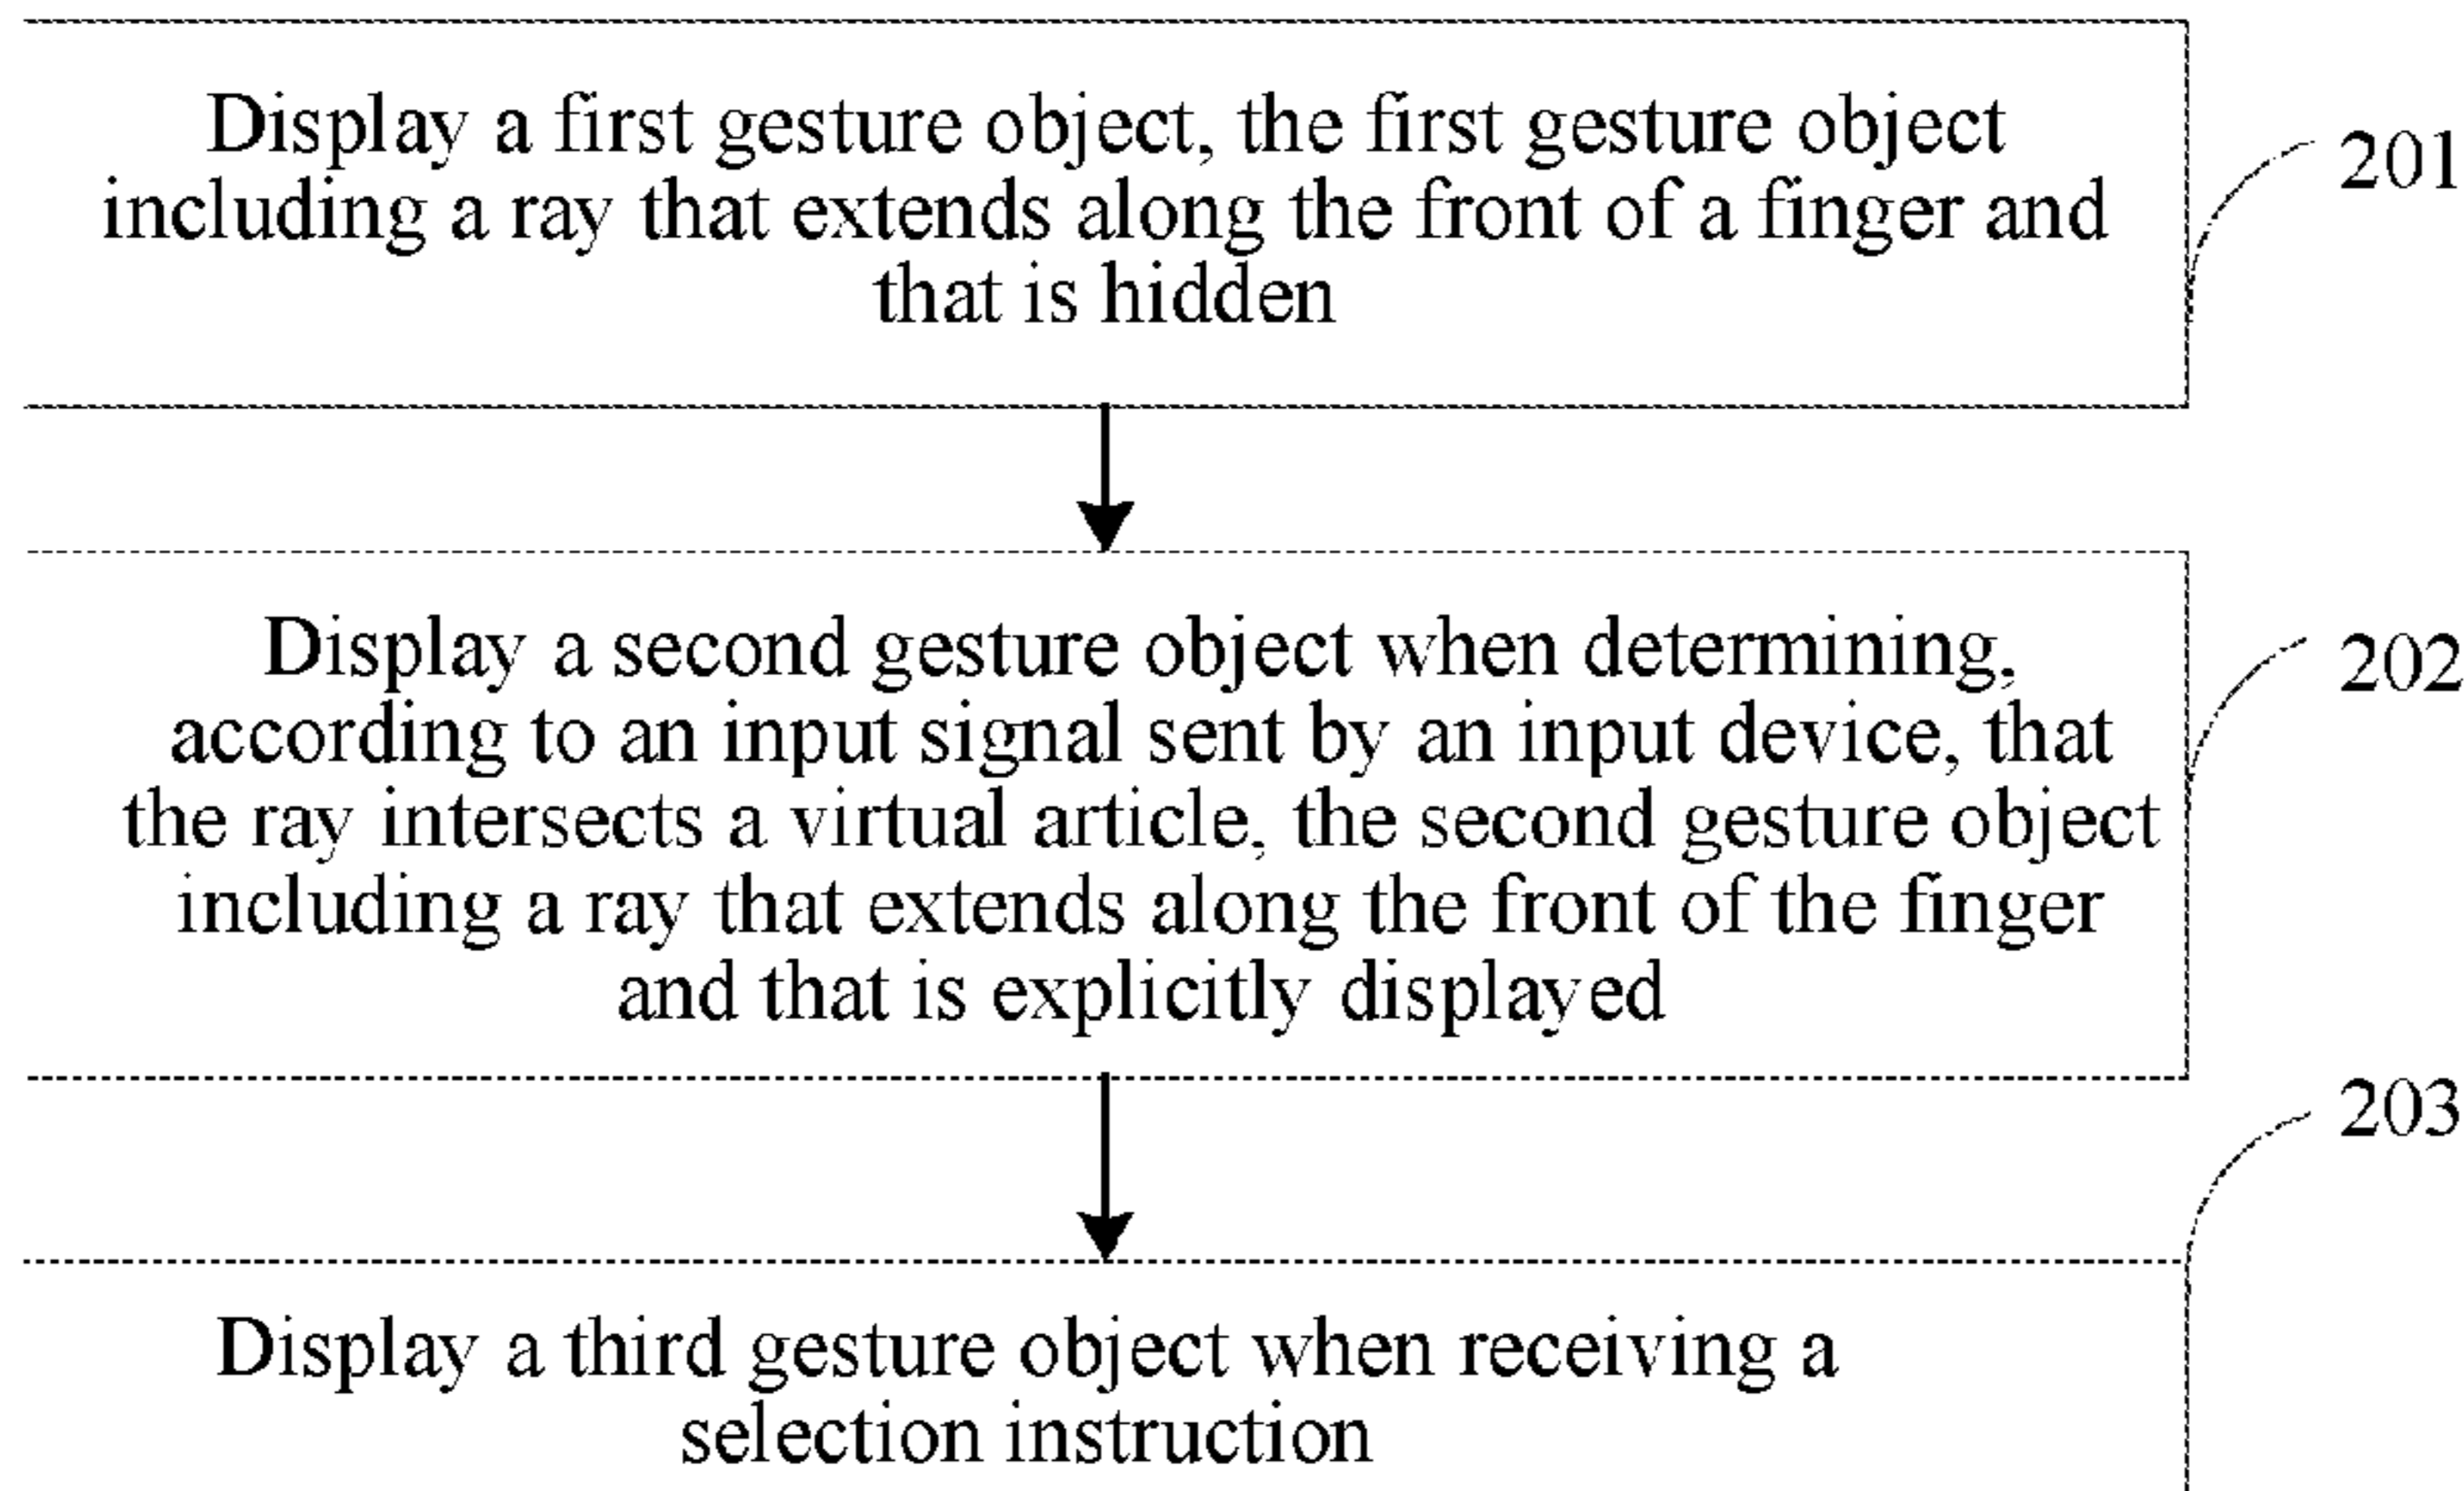 Display a first gesture object, the first gesture object
including a ray that extends along the front of a finger and
that is hidden
201
Display a second gesture object when determining,
according to an input signal sent by an input device, that
the ray intersects a virtual article, the second gesture object
including a ray that extends along the front of the finger
and that is explicitly displayed
202
203
Display a third gesture object when receiving a
selection instruction